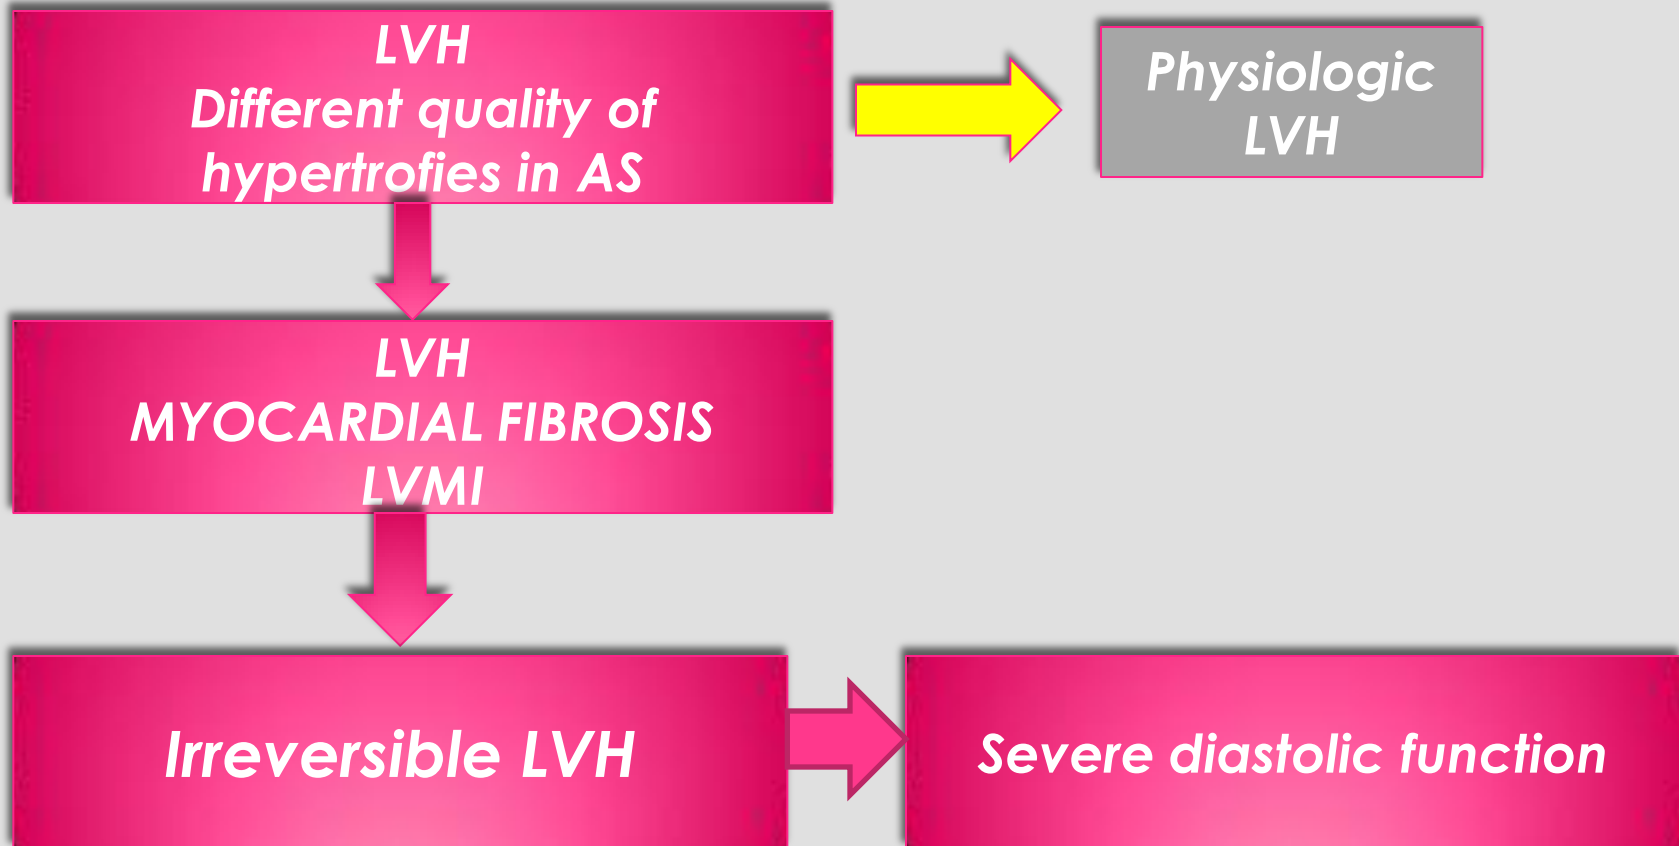 LVH
Different quality of
hypertrofies in AS
Physiologic
LVH
LVH
MYOCARDIAL FIBROSIS
LVMI
Irreversible LVH
Severe diastolic function